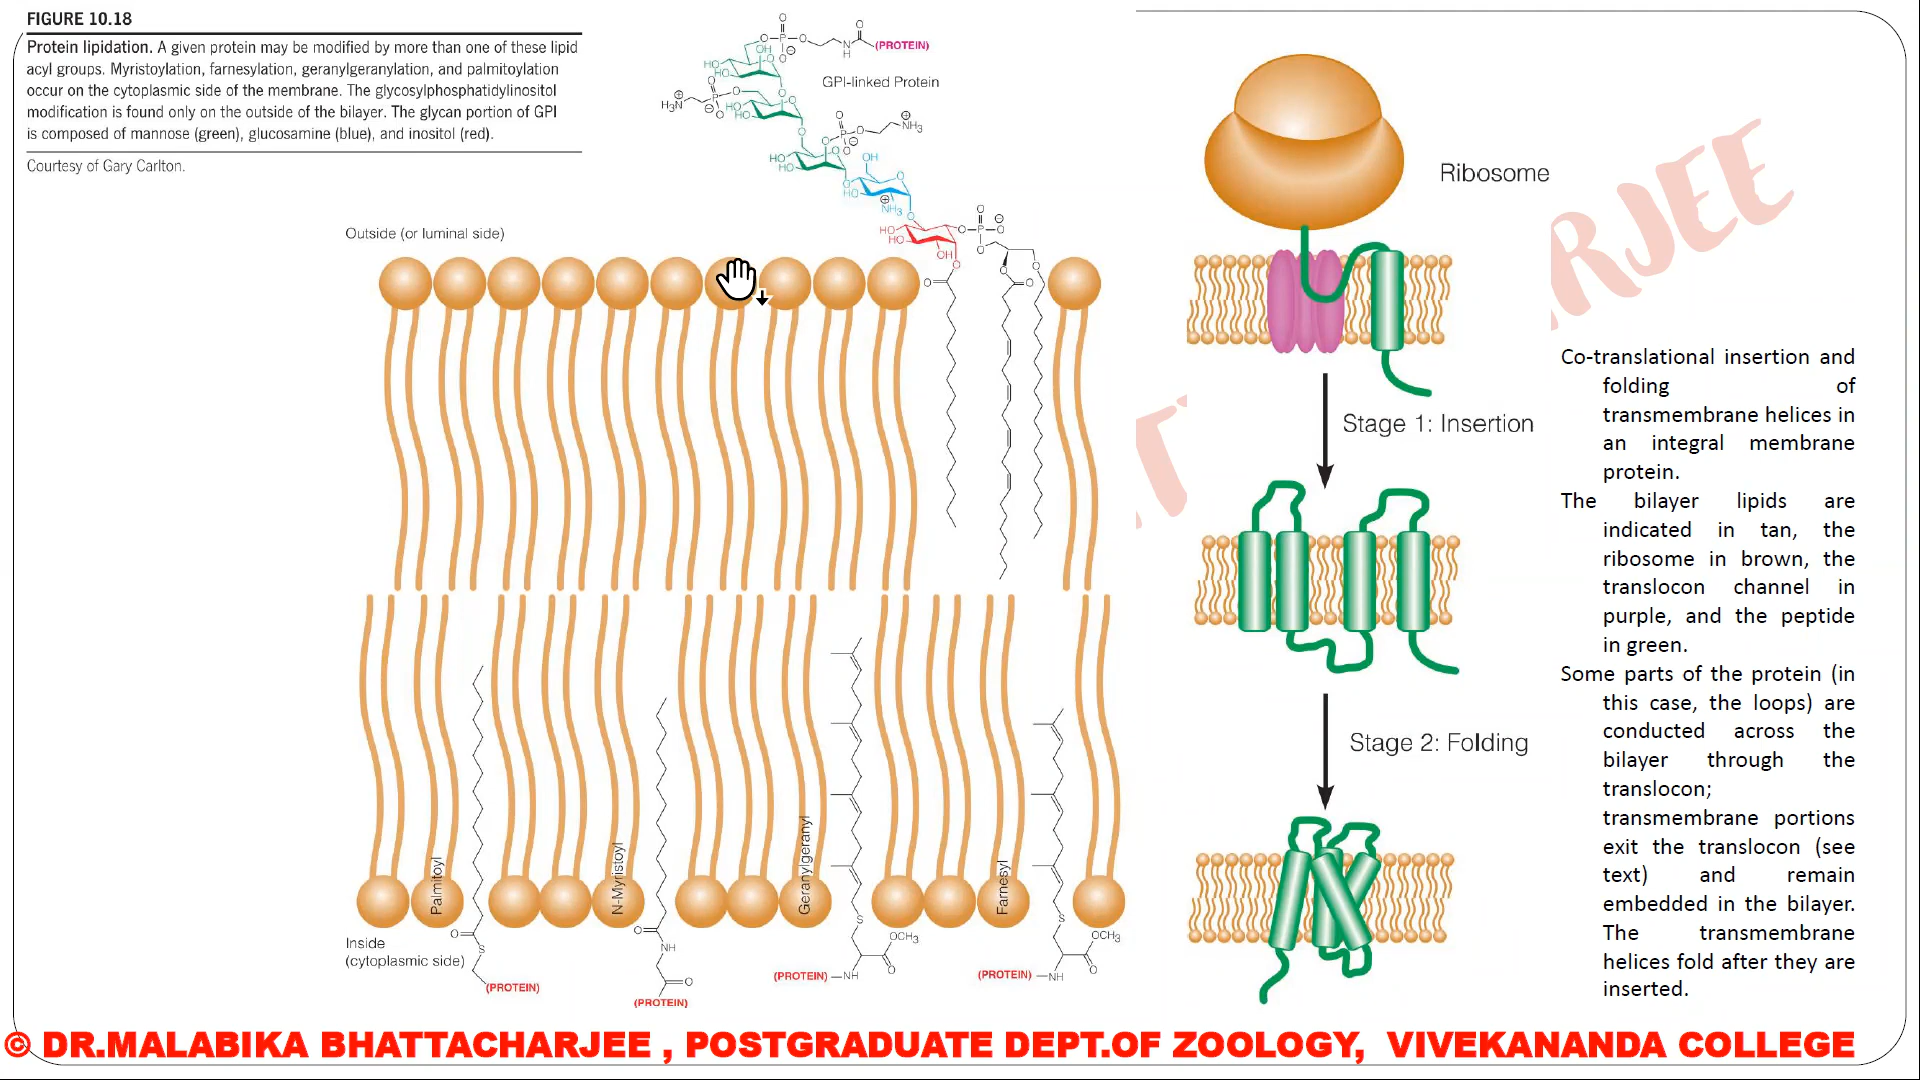 FIGURE 10.18
Protein lipidation. A given protein may be modified by more than one of these lipid
acyl groups. Myristoylation, farnesylation, geranylgeranylation, and palmitoylation
occur on the cytoplasmic side of the membrane. The glycosylphosphatidylinositol
modification is found only on the outside of the bilayer. The glycan portion of GPI
is composed of mannose (green), glucosamine (blue), and inositol (red).
Courtesy of Gary Carlton.
(PROTEIN)
GPI-linked Protein
Outside (or luminal side)
Palmitoyl
N-Myristoyl
Geranylgeranyl
Farnesyl
Inside
(cytoplasmic side)
(PROTEIN)
(PROTEIN)
(PROTEIN)
(PROTEIN)
OCH3
OCH3
Ribosome
Stage 1: Insertion
Stage 2: Folding
Co-translational insertion and
folding of
transmembrane helices in
an integral membrane
protein.
The bilayer lipids are
indicated in tan, the
ribosome in brown, the
translocon channel in
purple, and the peptide
in green.
Some parts of the protein (in
this case, the loops) are
conducted across the
bilayer through the
translocon;
transmembrane portions
exit the translocon (see
text) and remain
embedded in the bilayer.
The transmembrane
helices fold after they are
inserted.
© DR.MALABIKA BHATTACHARJEE , POSTGRADUATE DEPT.OF ZOOLOGY, VIVEKANANDA COLLEGE